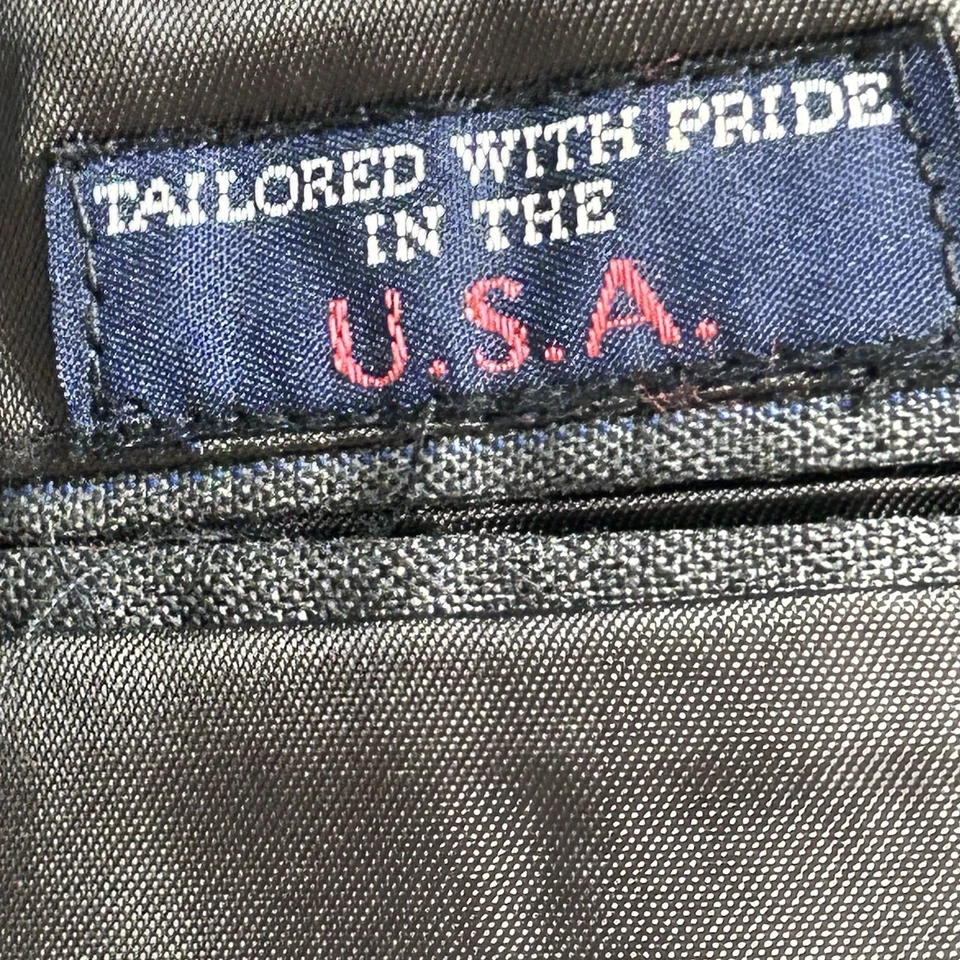 TAILORED WITH PRIDE
IN THE
U.S.A.